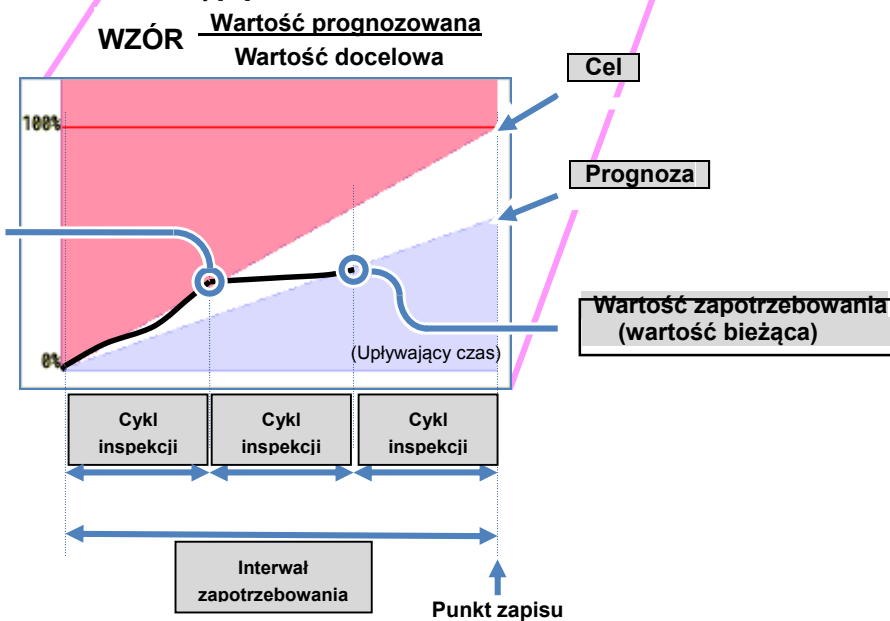 WZÓR
Wartość prognozowana
Wartość docelowa
Cel
100%
Prognoza
Wartość zapotrzebowania
(wartość bieżąca)
(Upływający czas)
0%
Cykl
inspekcji
Cykl
inspekcji
Cykl
inspekcji
Interwał
zapotrzebowania
Punkt zapisu